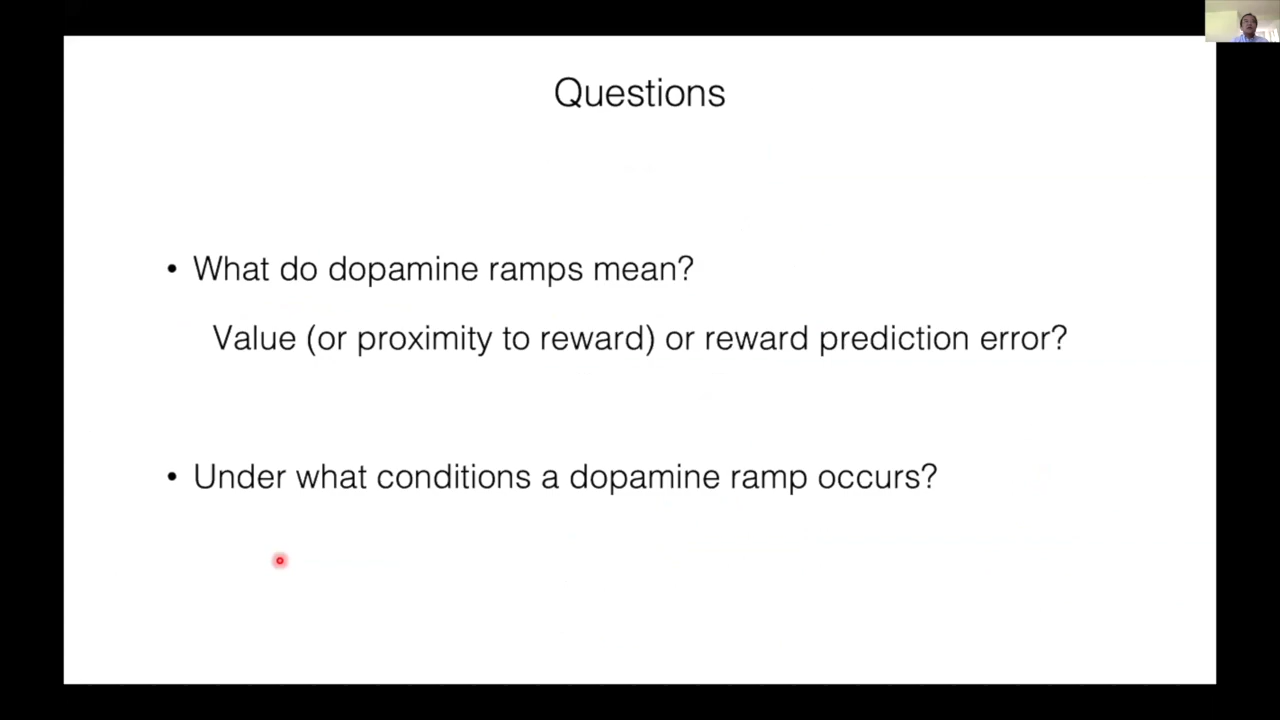 Questions
• What do dopamine ramps mean?
Value (or proximity to reward) or reward prediction error?
• Under what conditions a dopamine ramp occurs?